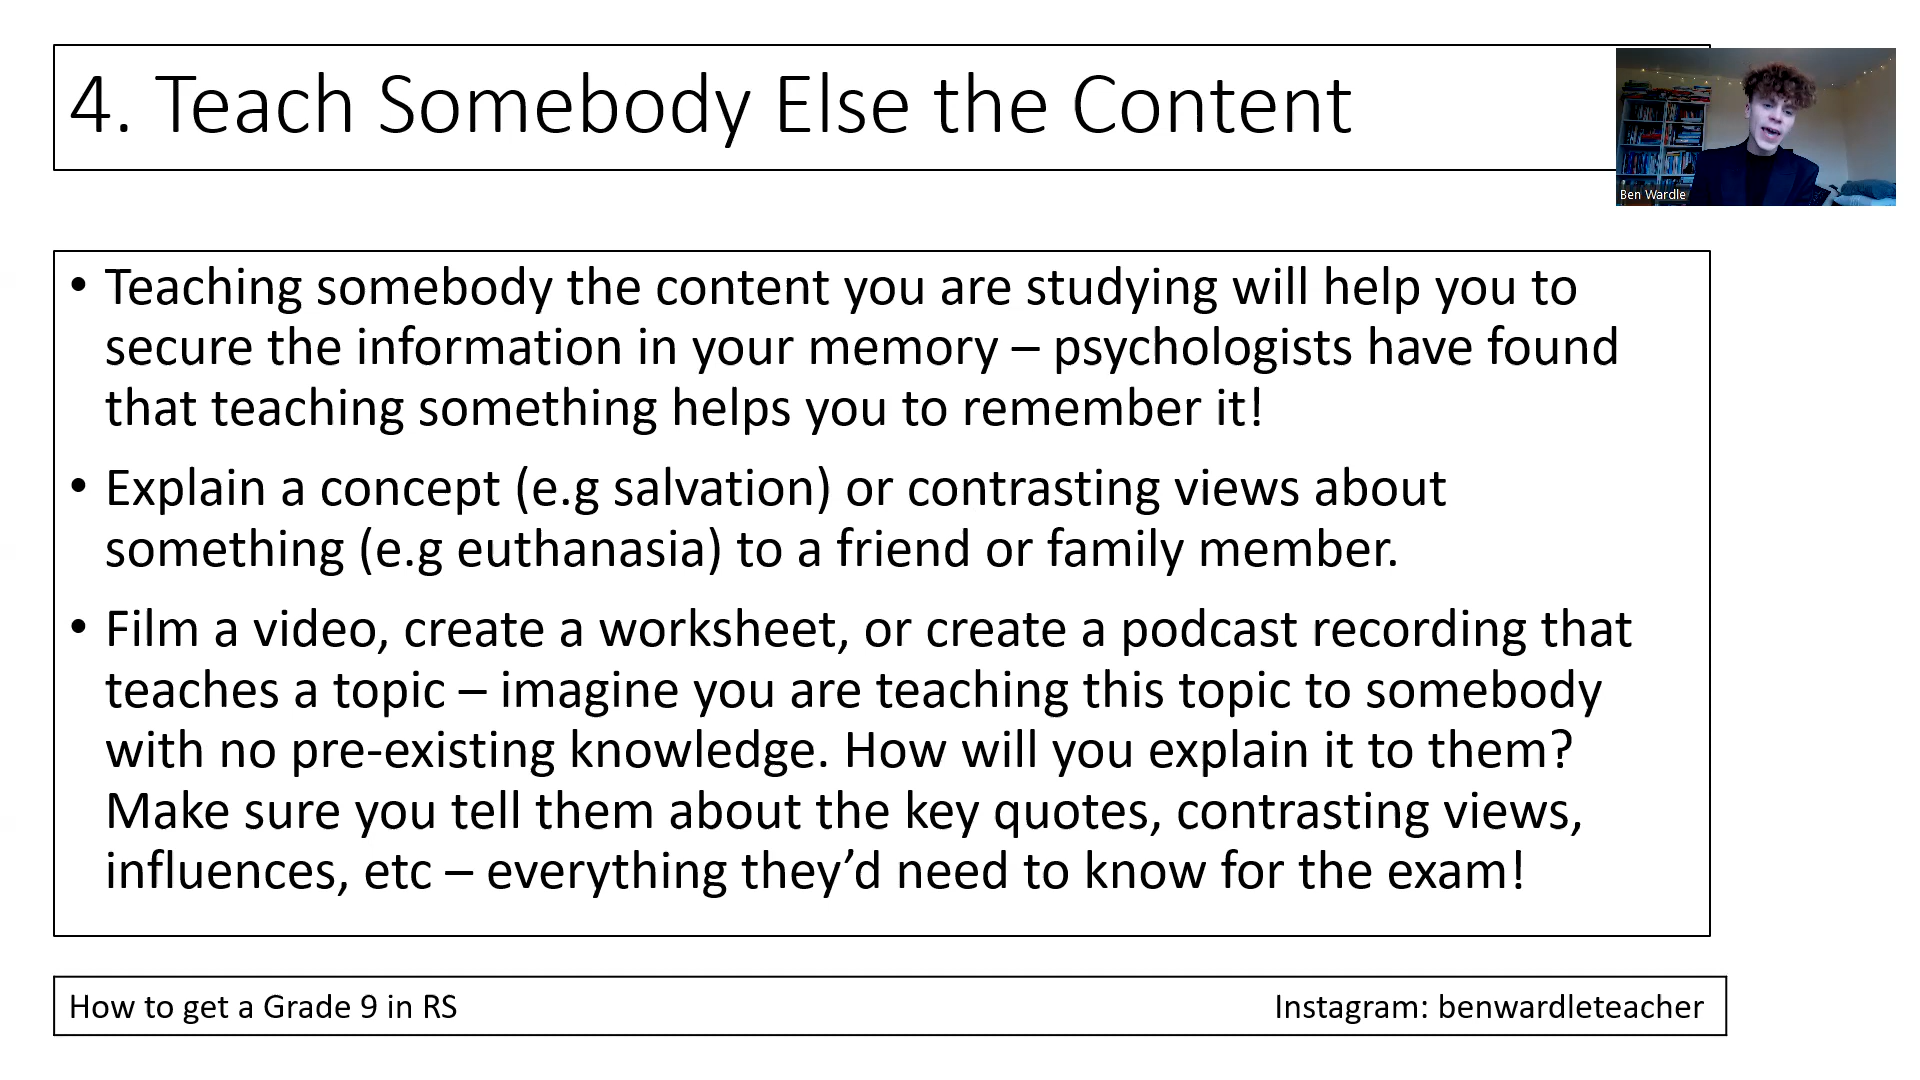 4. Teach Somebody Else the Content
Ben Wardle
• Teaching somebody the content you are studying will help you to
secure the information in your memory – psychologists have found
that teaching something helps you to remember it!
• Explain a concept (e.g salvation) or contrasting views about
something (e.g euthanasia) to a friend or family member.
• Film a video, create a worksheet, or create a podcast recording that
teaches a topic – imagine you are teaching this topic to somebody
with no pre-existing knowledge. How will you explain it to them?
Make sure you tell them about the key quotes, contrasting views,
influences, etc – everything they’d need to know for the exam!
How to get a Grade 9 in RS
Instagram: benwardleteacher